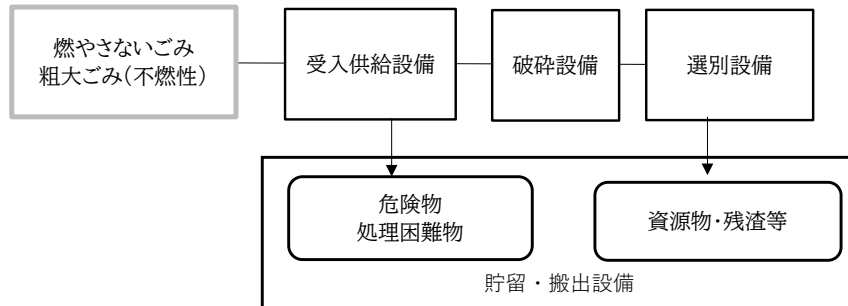 燃やさないごみ
粗大ごみ(不燃性)
受入供給設備
破砕設備
選別設備
危険物
処理困難物
資源物・残渣等
貯留・搬出設備